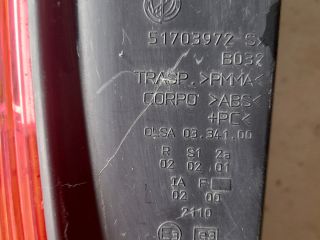 51703972 S
B032
TRASP. >PMMA<
CORPO >ABS<
+PC<
OLSA 03.341.00
R S1 2a
02 02 01
IA F
02 00
2110
E3